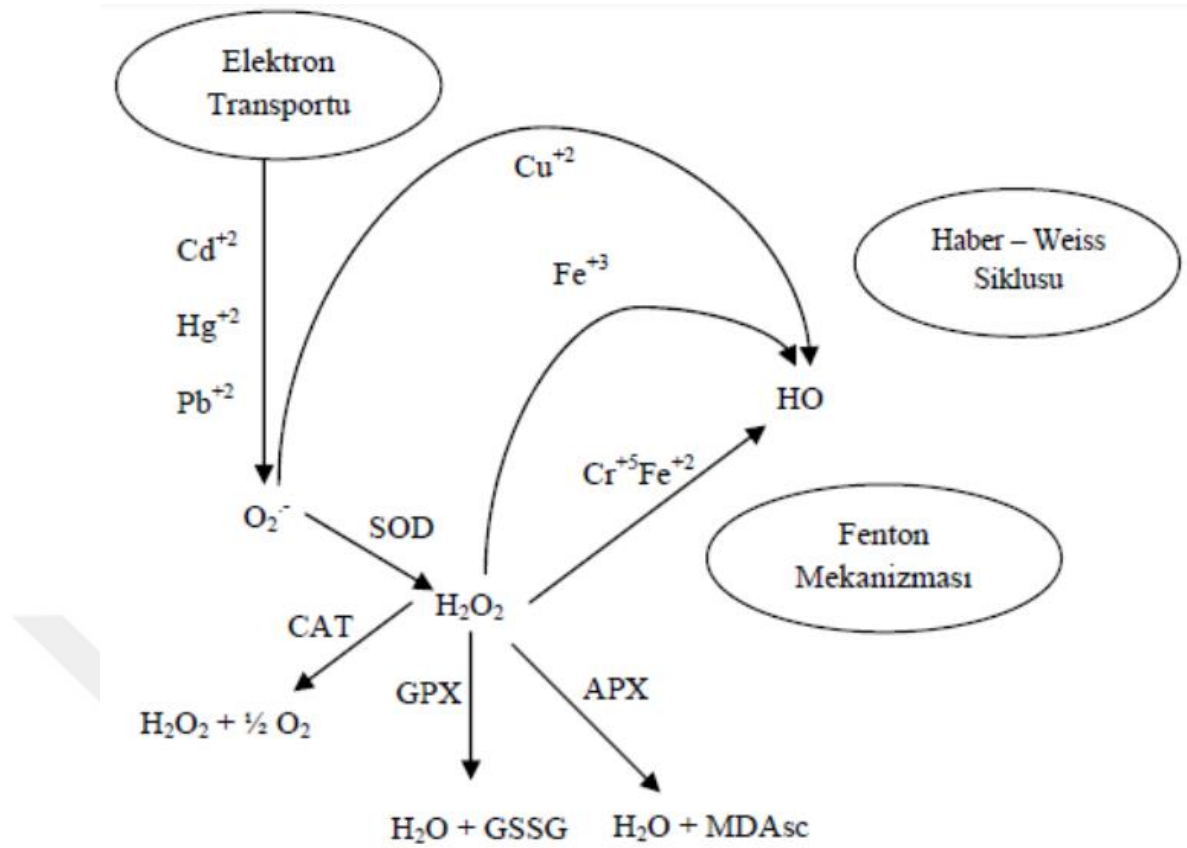 Elektron
Transportu
Cu+2
Cd+2
Haber – Weiss
Siklusu
Fe+3
Hg+2
Pb+2
HO
Cr+5Fe+2
O2.-
SOD
Fenton
Mekanizması
H2O2
CAT
GPX
APX
H2O2 + ½ O2
H2O + GSSG
H2O + MDAsc